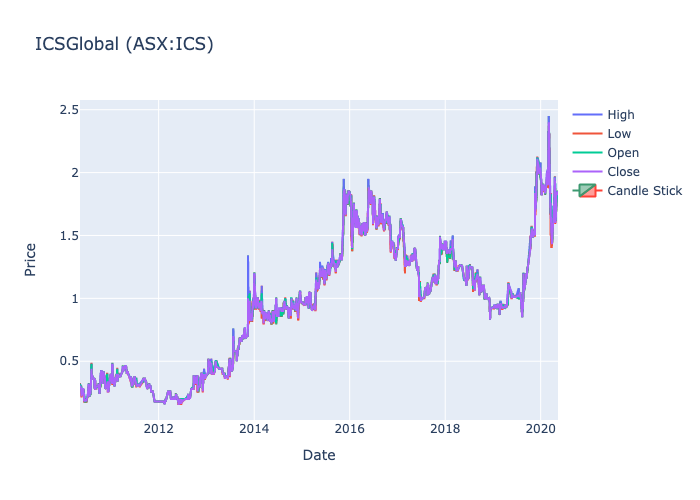 ICSGlobal (ASX:ICS)
2.5
2
1.5
1
0.5
2012
2014
2016
2018
2020
Price
Date
High
Low
Open
Close
Candle Stick